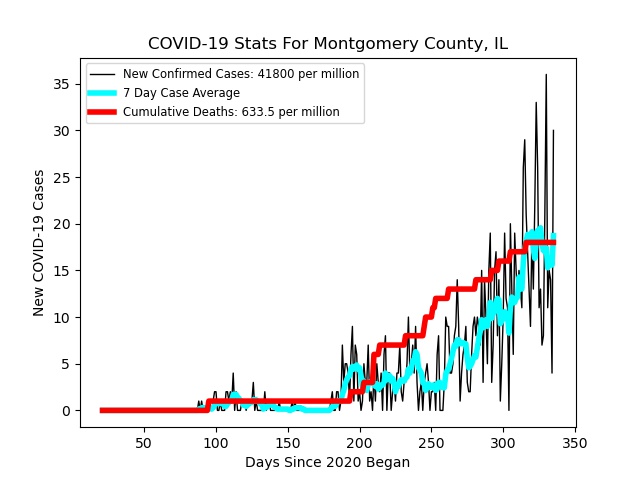 COVID-19 Stats For Montgomery County, IL
New Confirmed Cases: 41800 per million
7 Day Case Average
Cumulative Deaths: 633.5 per million
New COVID-19 Cases
35
30
25
20
15
10
5
0
50
100
150
200
250
300
350
Days Since 2020 Began